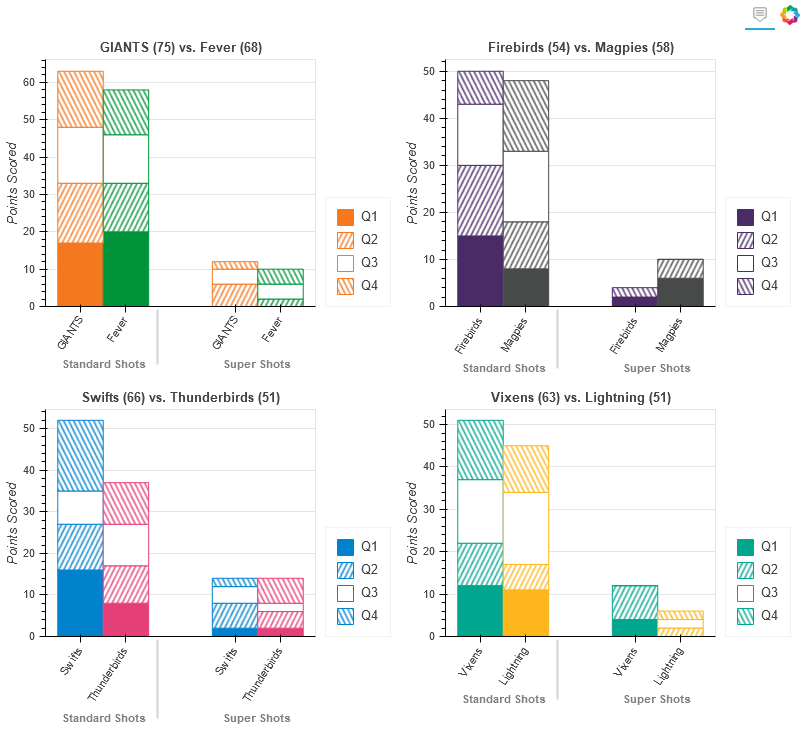 GIANTS (75) vs. Fever (68)
Points Scored
60
50
40
30
20
10
0
GIANTS
Fever
GIANTS
Fever
Standard Shots
Super Shots
Q1
Q2
Q3
Q4
Firebirds (54) vs. Magpies (58)
Points Scored
50
40
30
20
10
0
Firebirds
Magpies
Firebirds
Magpies
Standard Shots
Super Shots
Q1
Q2
Q3
Q4
Swifts (66) vs. Thunderbirds (51)
Points Scored
50
40
30
20
10
0
Swifts
Thunderbirds
Swifts
Thunderbirds
Standard Shots
Super Shots
Q1
Q2
Q3
Q4
Vixens (63) vs. Lightning (51)
Points Scored
50
40
30
20
10
0
Vixens
Lightning
Vixens
Lightning
Standard Shots
Super Shots
Q1
Q2
Q3
Q4